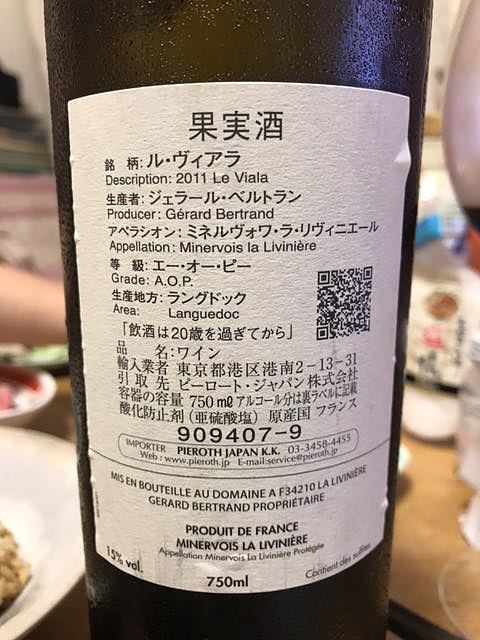 果実酒
銘 柄: ル・ヴィアラ
Description: 2011 Le Viala
生産者: ジェラール・ベルトラン
Producer: Gérard Bertrand
アペラシオン: ミネルヴォワ・ラ・リヴィニエール
Appellation: Minervois la Livinière
等 級: エー・オー・ピー
Grade: A.O.P.
生産地方: ラングドック
Area: Languedoc
「飲酒は20歳を過ぎてから」
品 名: ワイン
輸入業者 東京都港区港南2-13-31
引 取 先 ピーロート・ジャパン株式会社
容器の容量 750mℓ アルコール分は裏ラベルに記載
酸化防止剤(亜硫酸塩) 原産国 フランス
909407-9
IMPORTER PIEROTH JAPAN K.K. 03-3458-4455
Web: www.pieroth.jp E-mail:service@pieroth.jp
MIS EN BOUTEILLE AU DOMAINE A F34210 LA LIVINIÈRE
GERARD BERTRAND PROPRIÉTAIRE
PRODUIT DE FRANCE
MINERVOIS LA LIVINIÈRE
Appellation Minervois La Livinière Protégée
15% vol.
750ml
Contient des sulfites